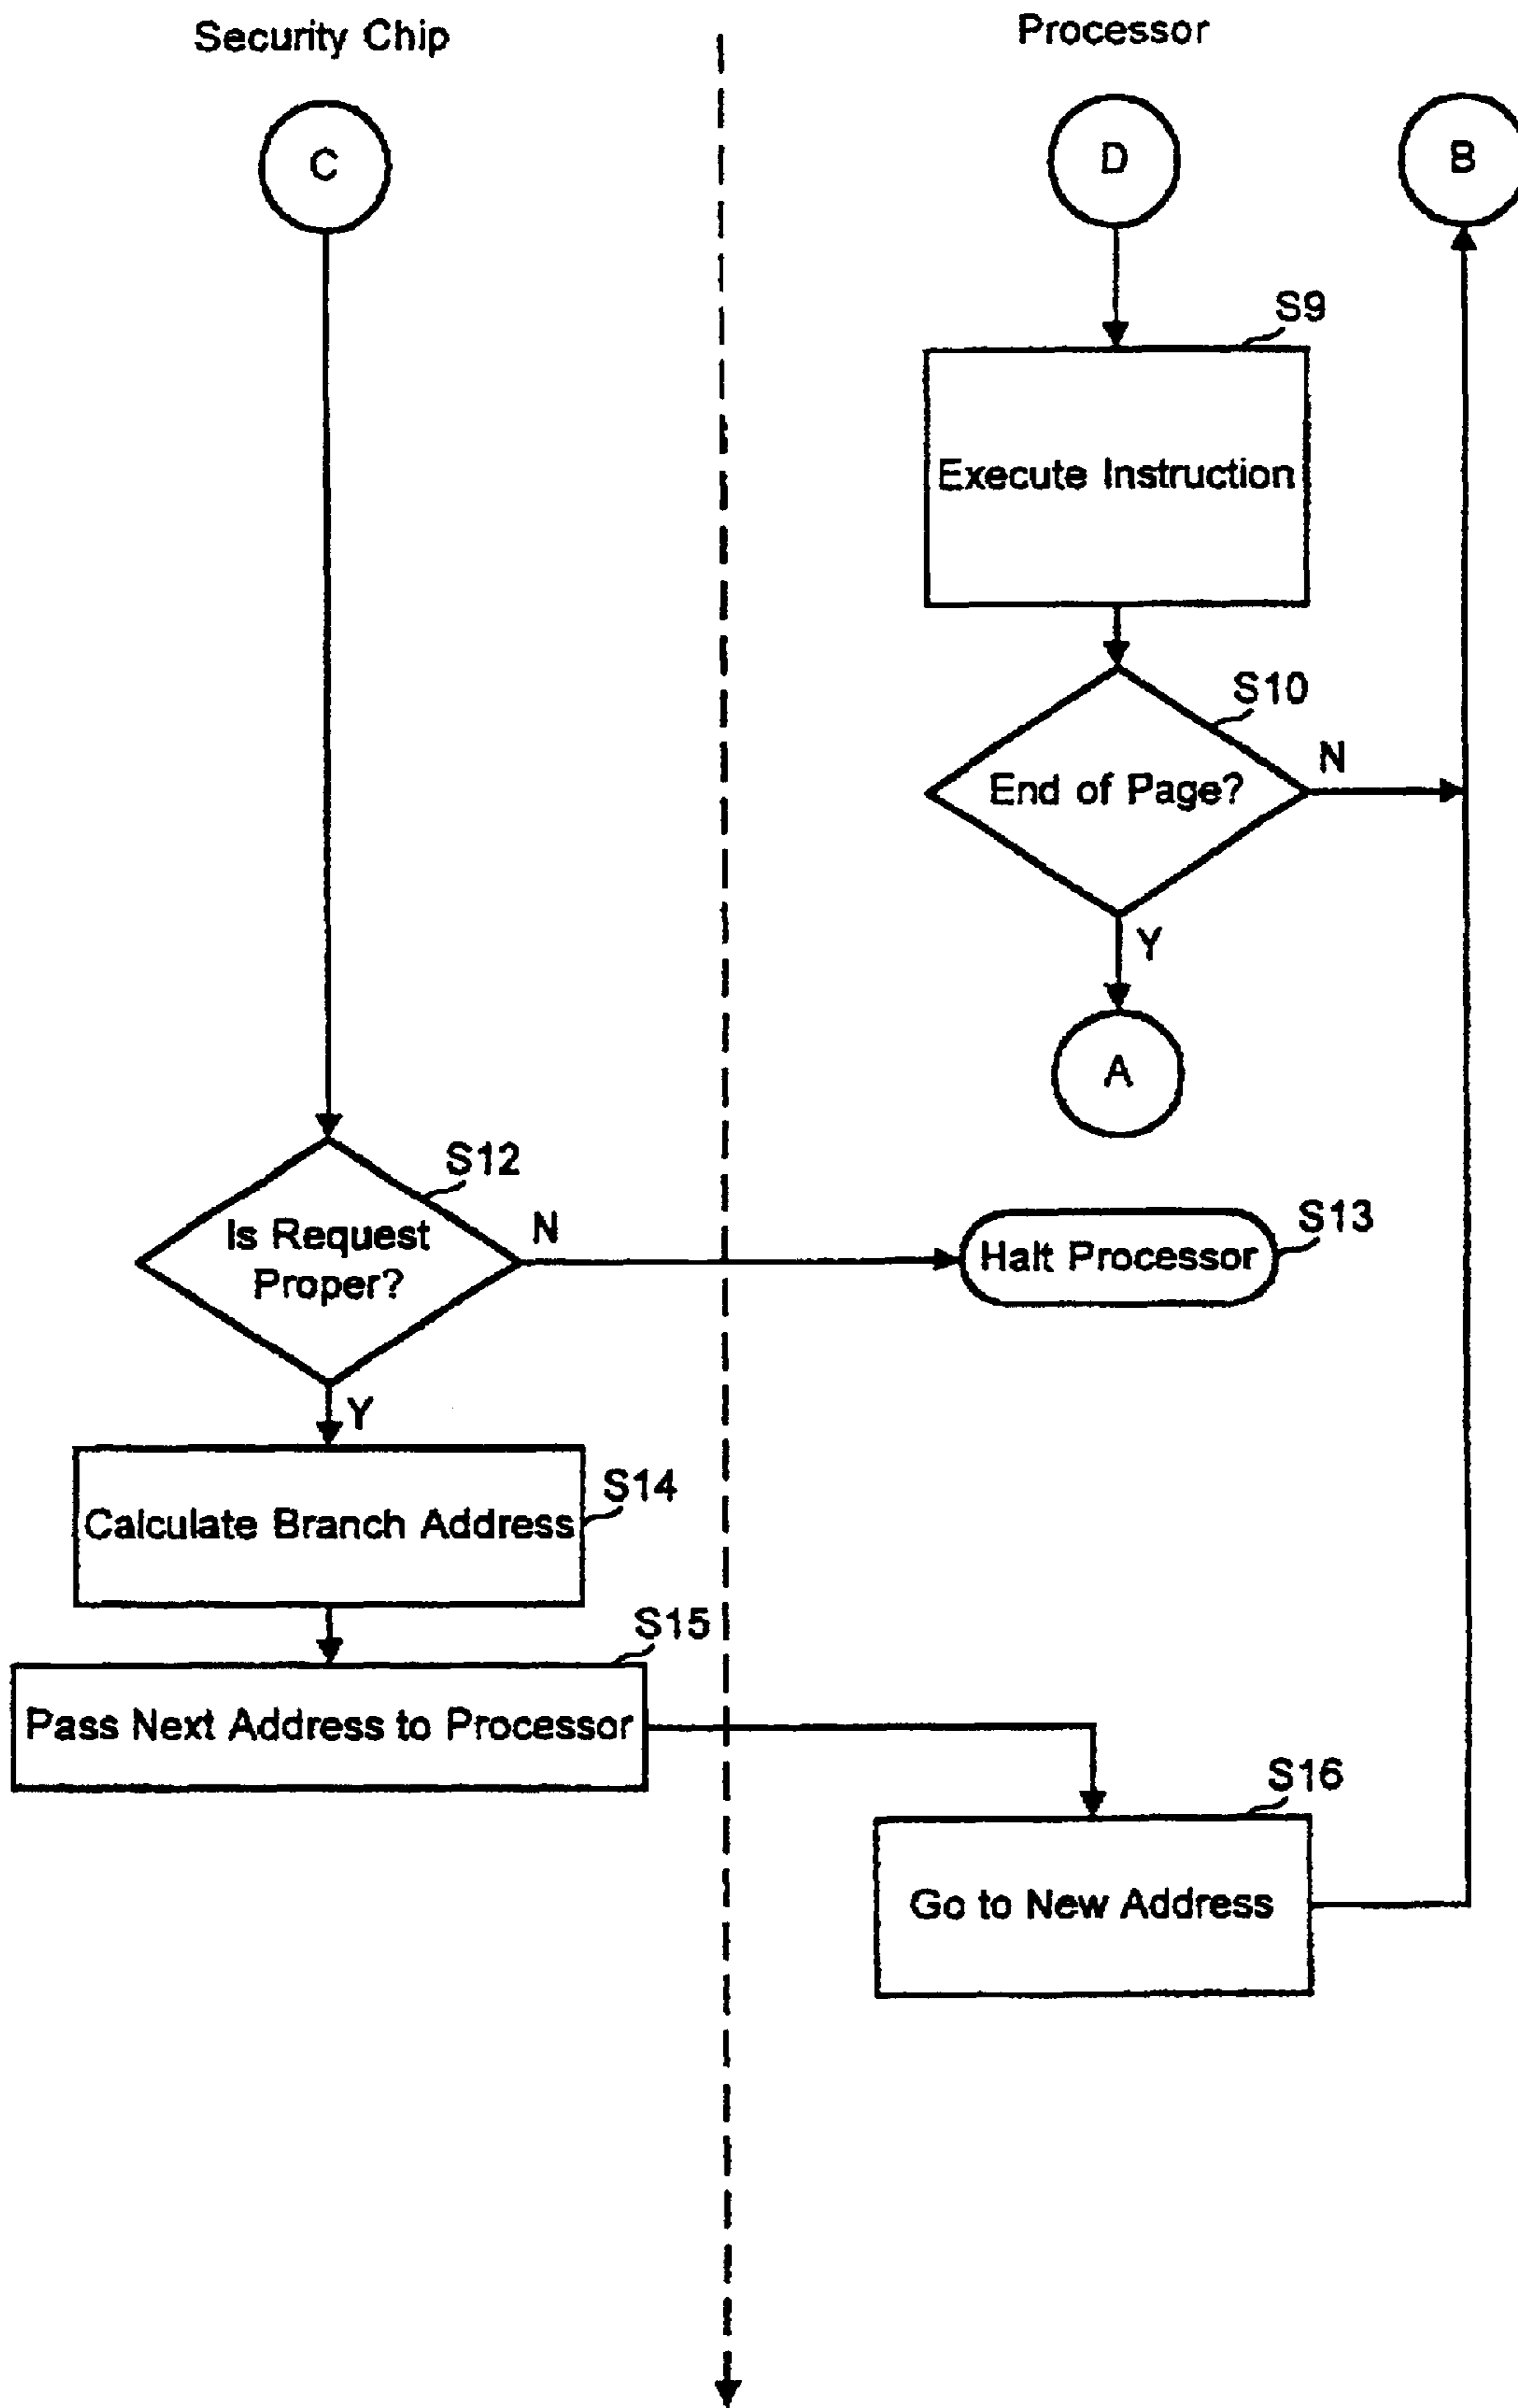 Security Chip
Processor
C
D
B
S9
Execute Instruction
S10
End of Page?
N
Y
A
S12
Is Request
Proper?
N
S13
Halt Processor
Y
S14
Calculate Branch Address
S15
Pass Next Address to Processor
S16
Go to New Address